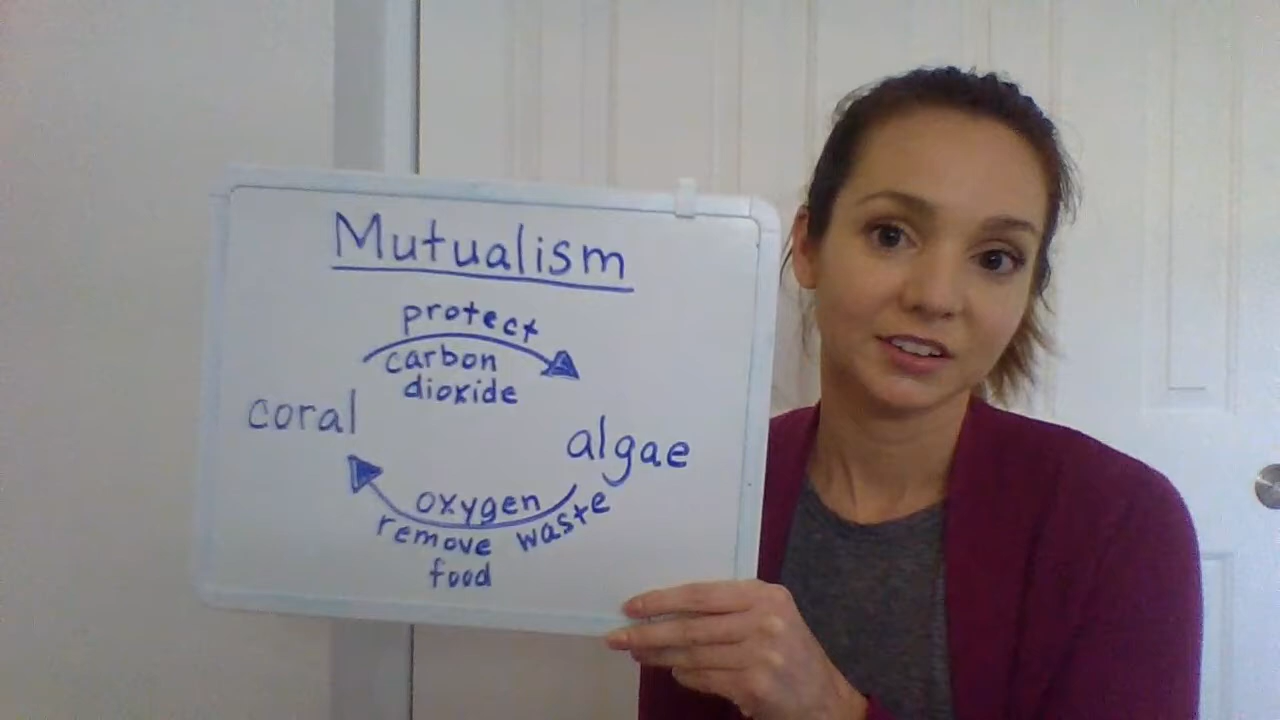 Mutualism
protect
carbon
dioxide
coral
algae
oxygen
remove waste
food